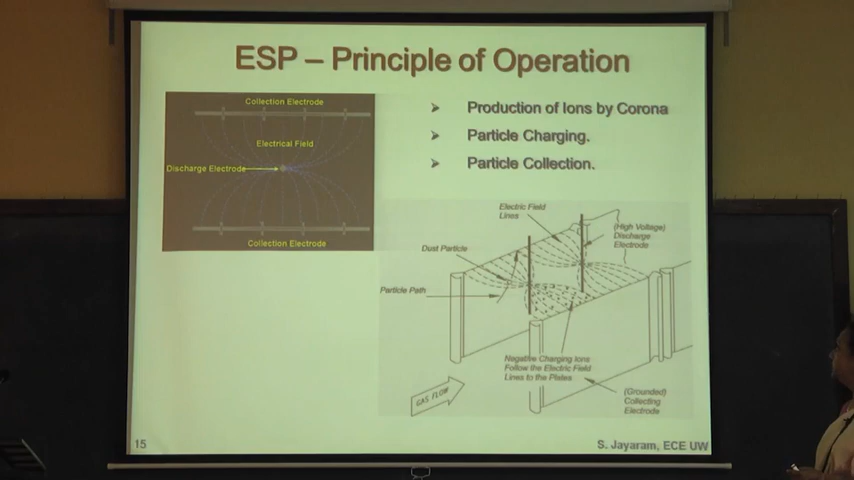 ESP – Principle of Operation
Collection Electrode
Electrical Field
Discharge Electrode
Collection Electrode
➢ Production of Ions by Corona
➢ Particle Charging.
➢ Particle Collection.
Electric Field
Lines
(High Voltage)
Discharge
Electrode
Dust Particle
Particle Path
Negative Charging Ions
Follow the Electric Field
Lines to the Plates
GAS FLOW
(Grounded)
Collecting
Electrode
15
S. Jayaram, ECE UW